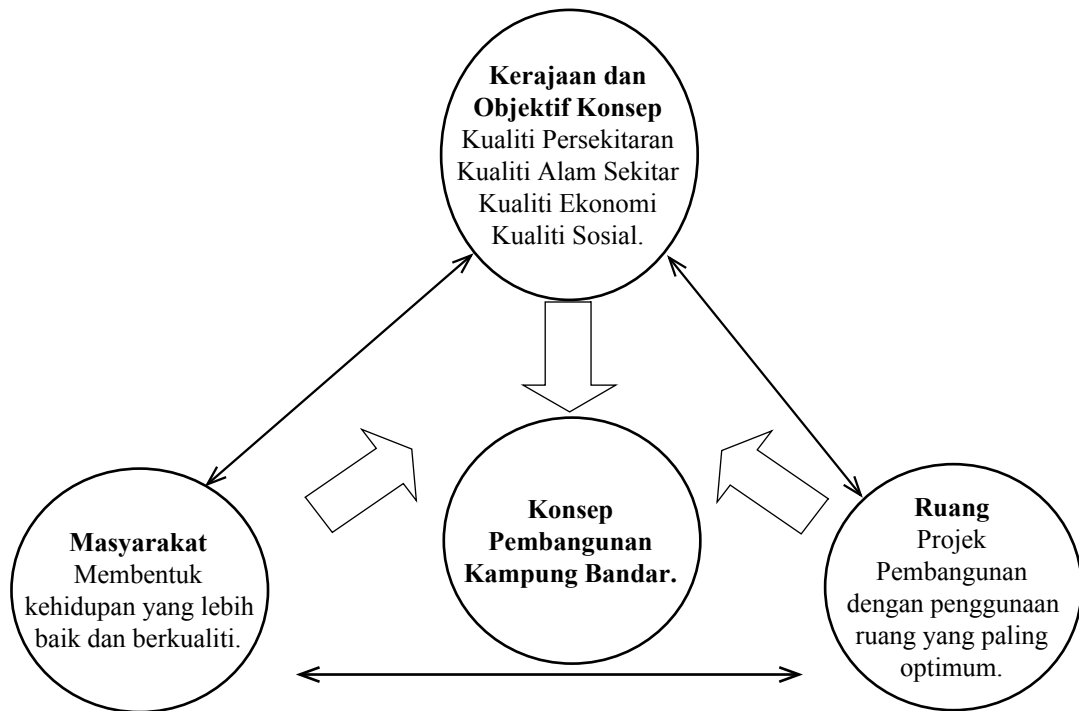 Kerajaan dan
Objektif Konsep
Kualiti Persekitaran
Kualiti Alam Sekitar
Kualiti Ekonomi
Kualiti Sosial.
Masyarakat
Membentuk
kehidupan yang lebih
baik dan berkualiti.
Konsep
Pembangunan
Kampung Bandar.
Ruang
Projek
Pembangunan
dengan penggunaan
ruang yang paling
optimum.